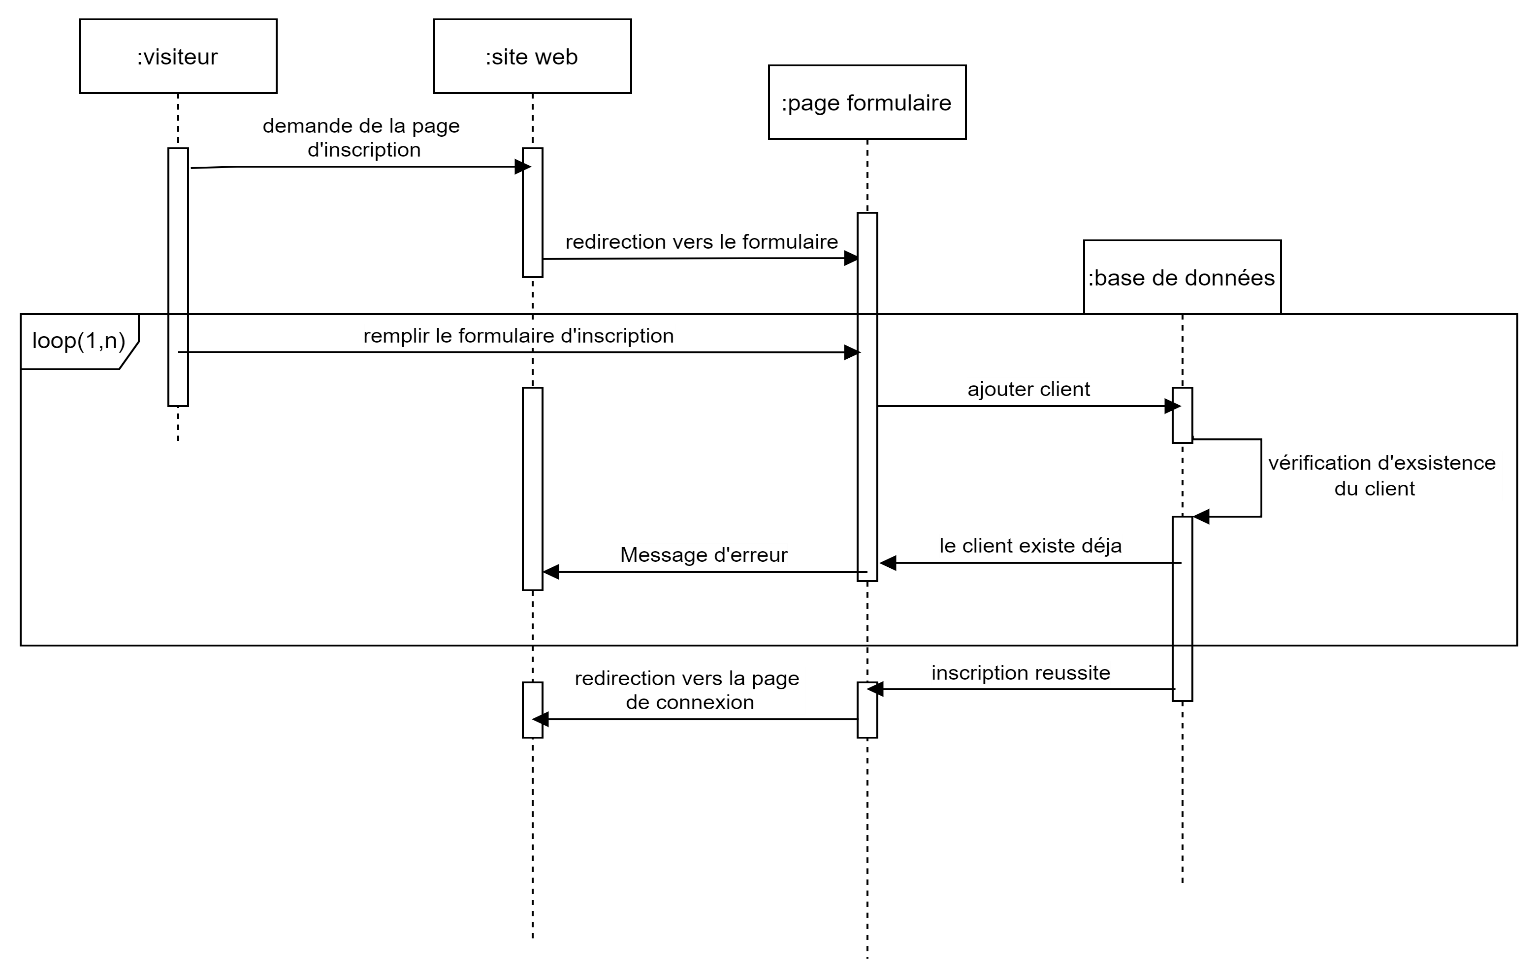 :visiteur
:site web
:page formulaire
demande de la page
d'inscription
redirection vers le formulaire
:base de données
loop(1,n)
remplir le formulaire d'inscription
ajouter client
vérification d'exsistence
du client
le client existe déja
Message d'erreur
inscription reussite
redirection vers la page
de connexion